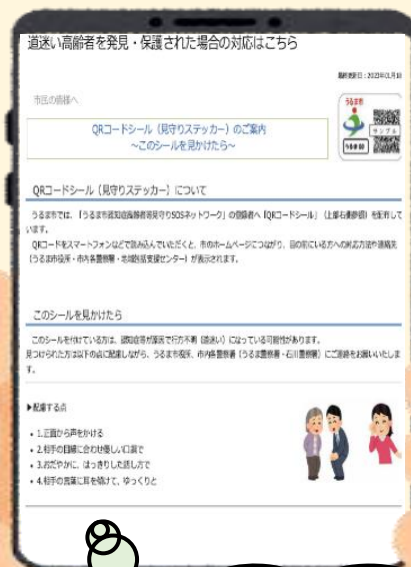 道迷い高齢者を発見・保護された場合の対応はこちら
最終更新日：2023年01月18
市民の皆様へ
QRコードシール（見守りステッカー）のご案内
～このシールを見かけたら～
うるま市
サンプル
QRコードシール（見守りステッカー）について
うるま市では、「うるま市認知症高齢者等見守りSOSネットワーク」の登録者へ「QRコードシール」（上部右側参照）を配布して
います。
QRコードをスマートフォンなどで読み込んでいただくと、市のホームページにつながり、目の前にいる方への対応方法や連絡先
（うるま市役所・市内各警察署・地域包括支援センター）が表示されます。
このシールを見かけたら
このシールを付けている方は、認知症等が原因で行方不明（道迷い）になっている可能性があります。
見つけられた方は以下の点に配慮しながら、うるま市役所、市内各警察署（うるま警察署・石川警察署）にご連絡をお願いいたしま
す。
▶配慮する点
• 1.正面から声をかける
• 2.相手の目線に合わせ優しい口調で
• 3.おだやかに、はっきりした話し方で
• 4.相手の言葉に耳を傾けて、ゆっくりと